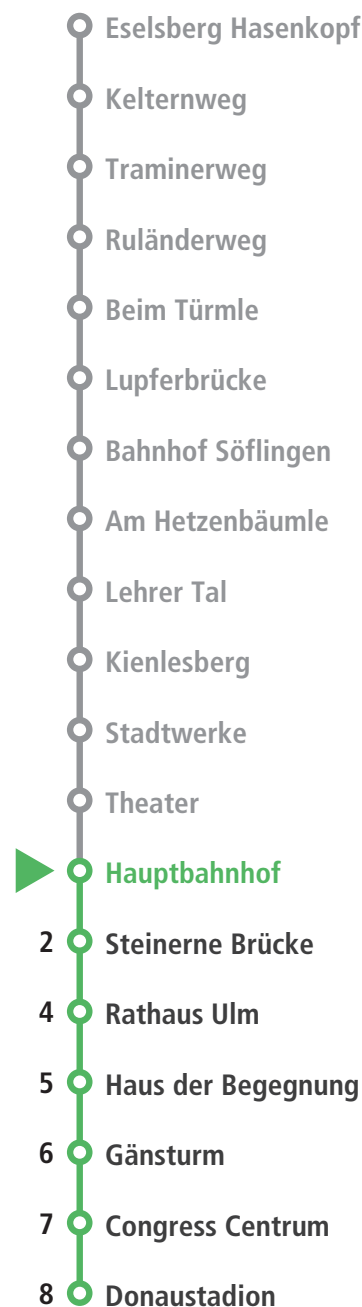 Eselsberg Hasenkopf
Kelternweg
Traminerweg
Ruländerweg
Beim Türmle
Lupferbrücke
Bahnhof Söflingen
Am Hetzenbäumle
Lehrer Tal
Kienlesberg
Stadtwerke
Theater
Hauptbahnhof
2 Steinerne Brücke
4 Rathaus Ulm
5 Haus der Begegnung
6 Gänsturm
7 Congress Centrum
8 Donaustadion